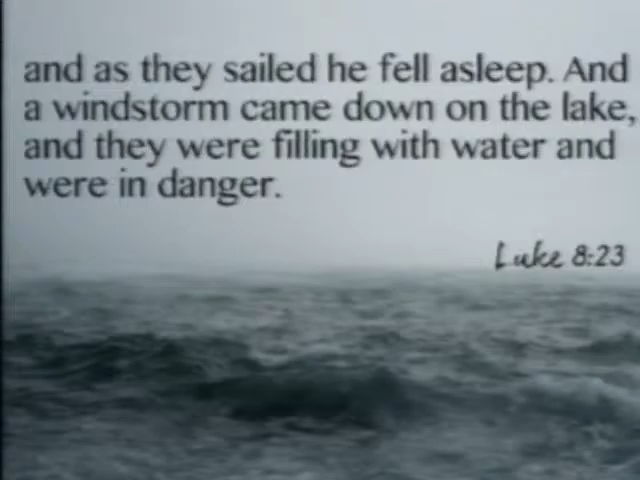 and as they sailed he fell asleep. And
a windstorm came down on the lake,
and they were filling with water and
were in danger.
Luke 8:23